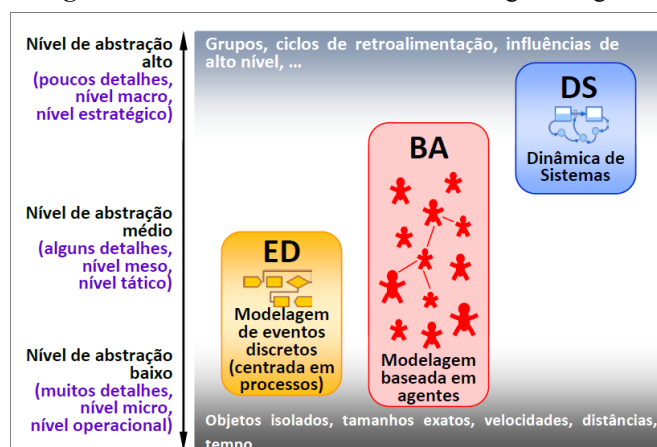 Nível de abstração
alto
(poucos detalhes,
nível macro,
nível estratégico)
Grupos, ciclos de retroalimentação, influências de
alto nível, ...
DS
Dinâmica de
Sistemas
BA
Modelagem
baseada em
agentes
Nível de abstração
médio
(alguns detalhes,
nível meso,
nível tático)
ED
Modelagem
de eventos
discretos
(centrada em
processos)
Nível de abstração
baixo
(muitos detalhes,
nível micro,
nível operacional)
Objetos isolados, tamanhos exatos, velocidades, distâncias,
tempo